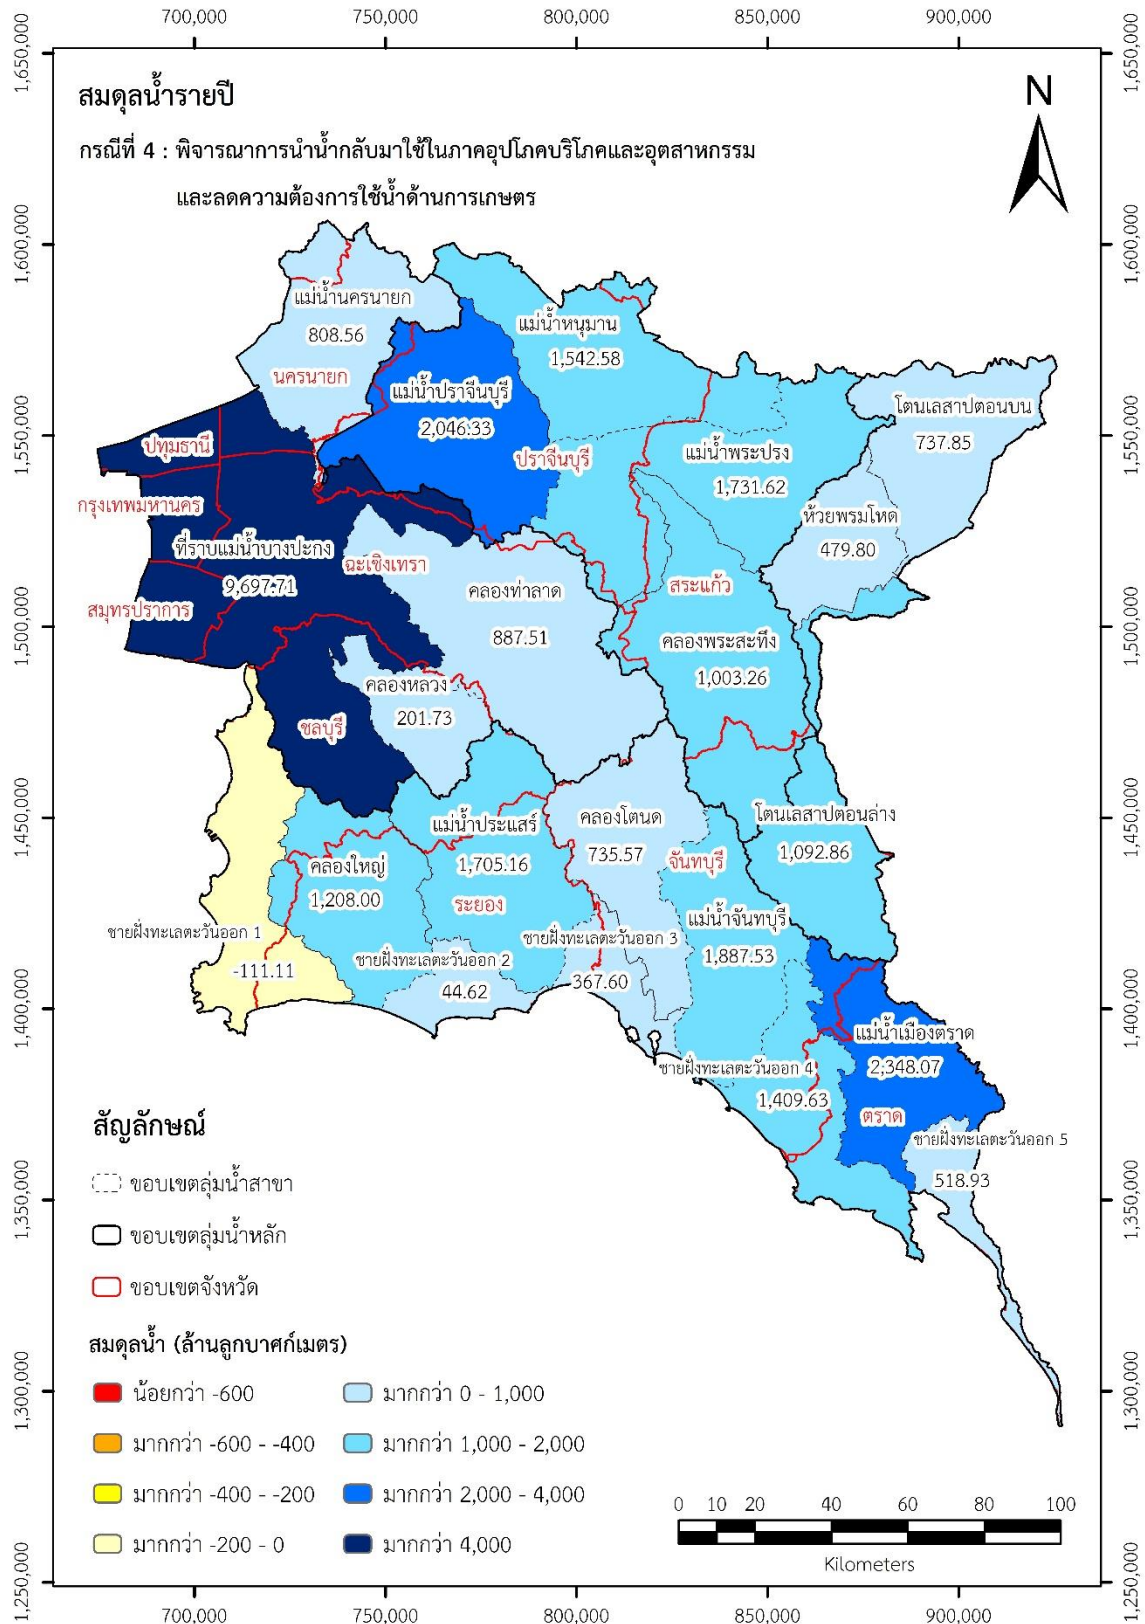 700,000 750,000 800,000 850,000 900,000
1,650,000 1,650,000
สมดุลน้ำรายปี
N
กรณีที่ 4 : พิจารณาการนำน้ำกลับมาใช้ในภาคอุปโภคบริโภคและอุตสาหกรรม
และลดความต้องการใช้น้ำด้านการเกษตร
1,600,000 1,600,000
แม่น้ำนครนายก
808.56
นครนายก
แม่น้ำหนุมาน
1,542.58
แม่น้ำปราจีนบุรี
2,046.33
ปราจีนบุรี
โตนเลสาปตอนบน
737.85
1,550,000 1,550,000
ปทุมธานี
แม่น้ำพระปรง
1,731.62
กรุงเทพมหานคร
ห้วยพรมโหด
479.80
ที่ราบแม่น้ำบางปะกง
9,697.71
ฉะเชิงเทรา
สมุทรปราการ
คลองท่าลาด
887.51
สระแก้ว
1,500,000 1,500,000
คลองพระสะทึง
1,003.26
คลองหลวง
201.73
ชลบุรี
1,450,000 1,450,000
แม่น้ำประแสร์
1,705.16
คลองโตนด
735.57
โตนเลสาปตอนล่าง
1,092.86
คลองใหญ่
1,208.00
ระยอง
จันทบุรี
แม่น้ำจันทบุรี
1,887.53
ชายฝั่งทะเลตะวันออก 1
-111.11
ชายฝั่งทะเลตะวันออก 2
44.62
ชายฝั่งทะเลตะวันออก 3
367.60
1,400,000 1,400,000
แม่น้ำเมืองตราด
2,348.07
ชายฝั่งทะเลตะวันออก 4
1,409.63
ตราด
ชายฝั่งทะเลตะวันออก 5
518.93
1,350,000 1,350,000
สัญลักษณ์
ขอบเขตลุ่มน้ำสาขา
ขอบเขตลุ่มน้ำหลัก
ขอบเขตจังหวัด
สมดุลน้ำ (ล้านลูกบาศก์เมตร)
น้อยกว่า -600
มากกว่า -600 - -400
มากกว่า -400 - -200
มากกว่า -200 - 0
มากกว่า 0 - 1,000
มากกว่า 1,000 - 2,000
มากกว่า 2,000 - 4,000
มากกว่า 4,000
1,300,000 1,300,000
0 10 20 40 60 80 100
Kilometers
1,250,000 1,250,000
700,000 750,000 800,000 850,000 900,000